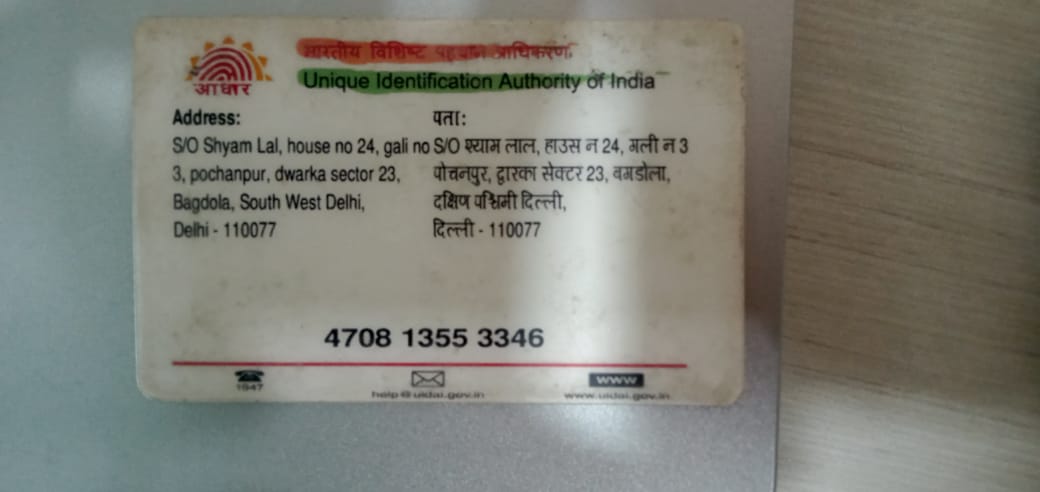 भारतीय विशिष्ट पहचान प्राधिकरण
Unique Identification Authority of India
आधार
Address:
S/O Shyam Lal, house no 24, gali no
3, pochanpur, dwarka sector 23,
Bagdola, South West Delhi,
Delhi - 110077
पता:
S/O श्याम लाल, हाउस न 24, गली न 3
पोचनपुर, द्वारका सेक्टर 23, बगडोला,
दक्षिण पश्चिमी दिल्ली,
दिल्ली - 110077
4708 1355 3346
1947
help@uidai.gov.in
WWW
www.uidai.gov.in